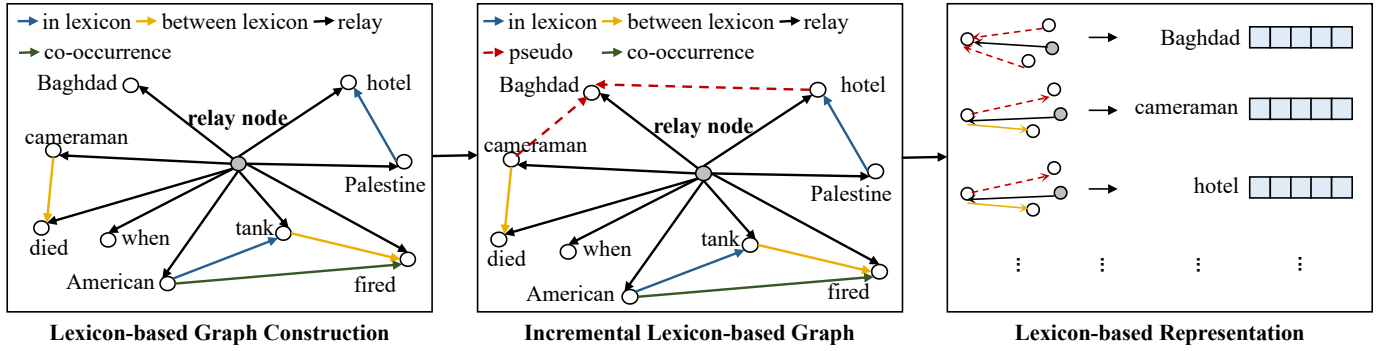 in lexicon between lexicon relay
co-occurrence
Baghdad
hotel
relay node
cameraman
Palestine
died
when
tank
American
fired
Lexicon-based Graph Construction
in lexicon between lexicon relay
pseudo co-occurrence
Baghdad
hotel
relay node
cameraman
Palestine
died
when
tank
American
fired
Incremental Lexicon-based Graph
Baghdad
cameraman
hotel
Lexicon-based Representation